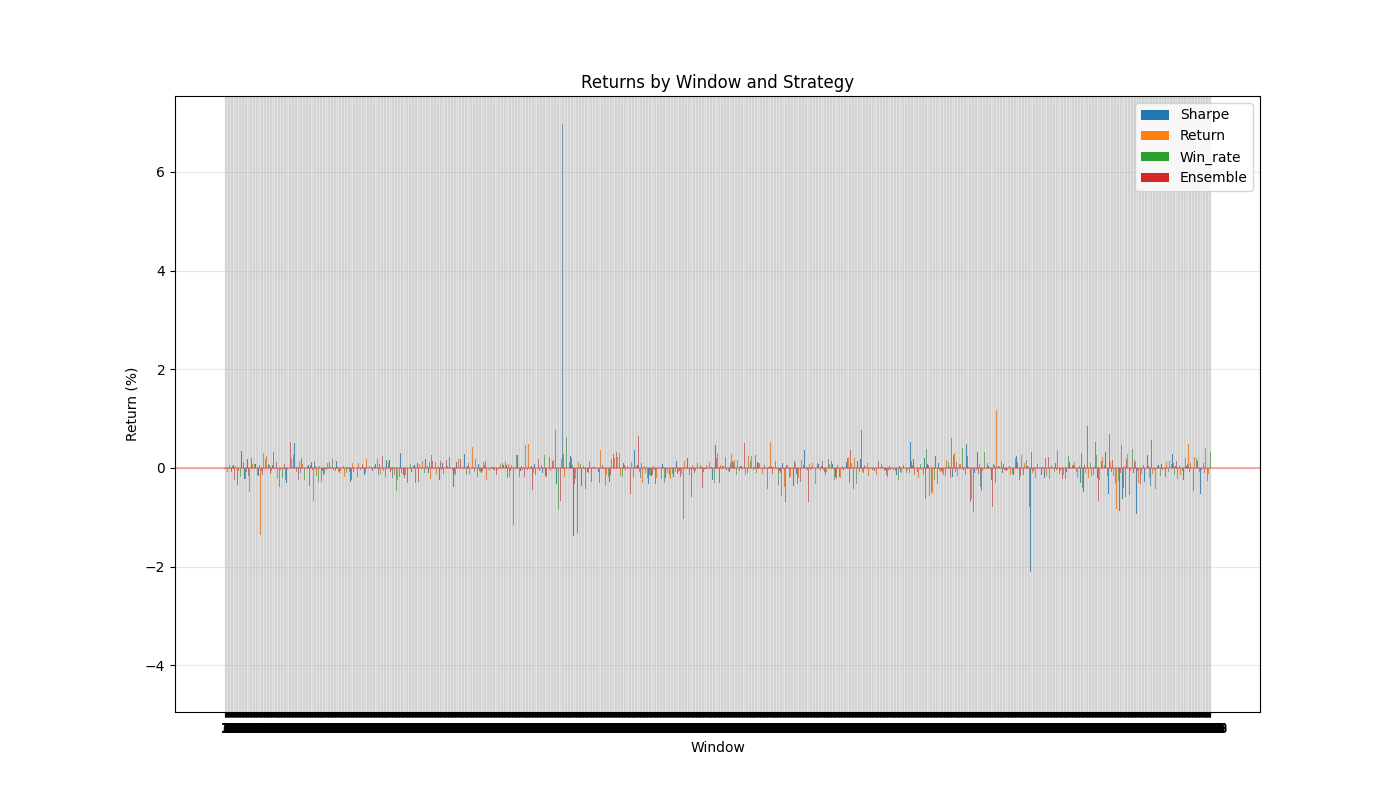 Returns by Window and Strategy
Sharpe
Return
Win_rate
Ensemble
6
4
2
0
−2
−4
Return (%)
Window